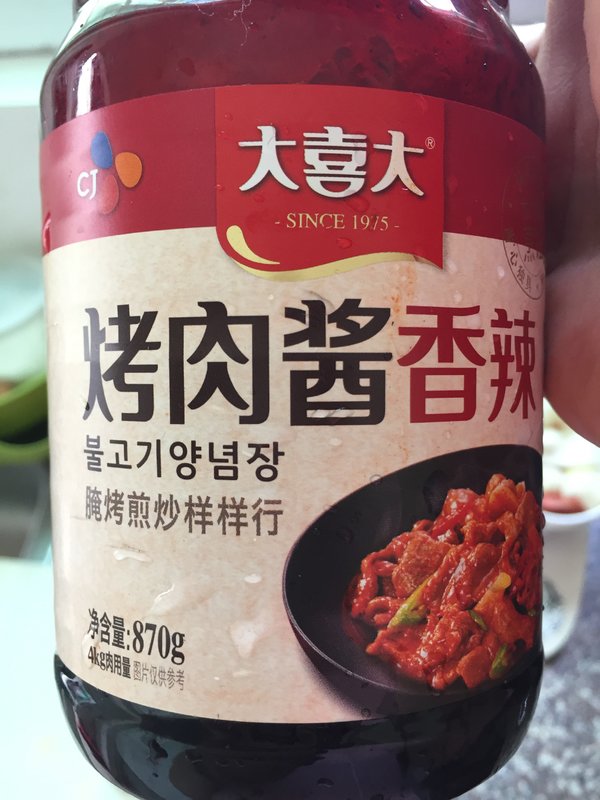 CJ
大喜大®
- SINCE 1975 -
烤肉酱香辣
불고기양념장
腌烤煎炒样样行
净含量:870g
4kg肉用量 图片仅供参考